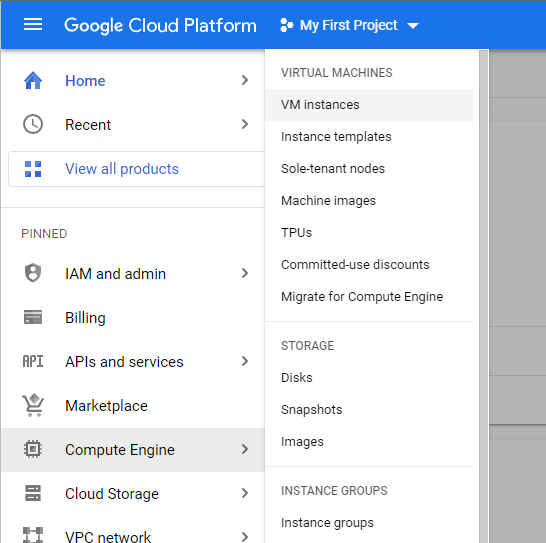 Google Cloud Platform
My First Project
Home
Recent
View all products
PINNED
IAM and admin
Billing
API
APIs and services
Marketplace
Compute Engine
Cloud Storage
VPC network
VIRTUAL MACHINES
VM instances
Instance templates
Sole-tenant nodes
Machine images
TPUs
Committed-use discounts
Migrate for Compute Engine
STORAGE
Disks
Snapshots
Images
INSTANCE GROUPS
Instance groups